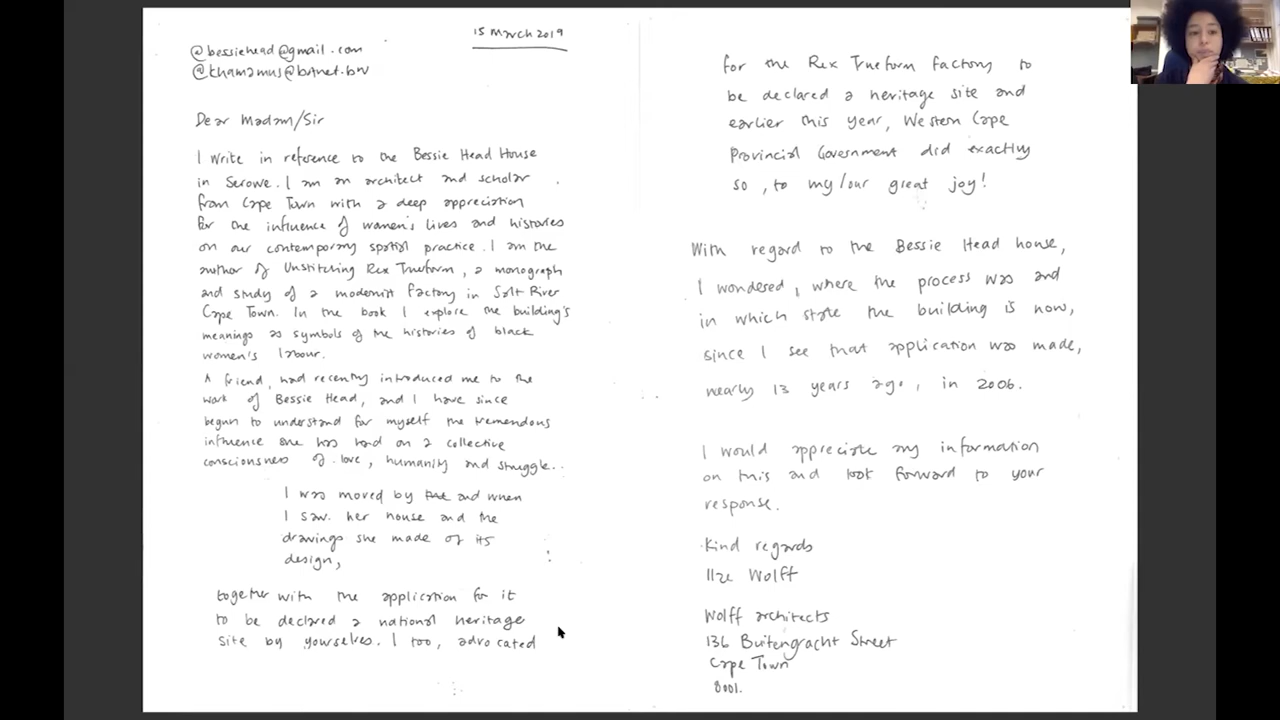 15 March 2019
@bessiehead@gmail.com
@khamamus@btnet.bw
Dear Madam/Sir
I write in reference to the Bessie Head House
in Serowe. I am an architect and scholar
from Cape Town with a deep appreciation
for the influence of women's lives and histories
on our contemporary spatial practice. I am the
author of Unstitching Rex Trueform, a monograph
and study of a modernist factory in Salt River
Cape Town. In the book I explore the building's
meanings as symbols of the histories of black
women's labour.
A friend, had recently introduced me to the
work of Bessie Head, and I have since
begun to understand for myself the tremendous
influence she has had on a collective
consciousness of love, humanity and struggle..
I was moved by that and when
I saw her house and the
drawings she made of its
design,
together with the application for it
to be declared a national heritage
site by yourselves. I too, advocated
for the Rex Trueform factory to
be declared a heritage site and
earlier this year, Western Cape
Provincial Government did exactly
so, to my/our great joy!
With regard to the Bessie Head house,
I wondered, where the process was and
in which state the building is now,
since I see that application was made,
nearly 13 years ago, in 2006.
I would appreciate any information
on this and look forward to your
response.
Kind regards
Ilze Wolff
Wolff architects
136 Buitengracht Street
Cape Town
8001.